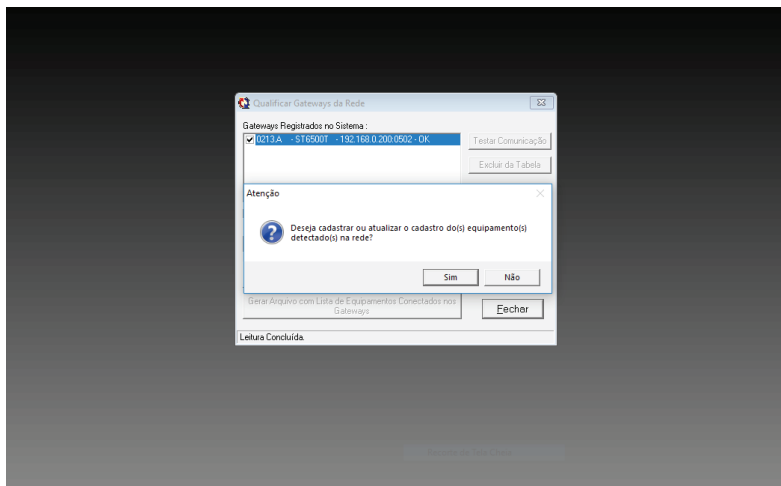 Qualificar Gateways da Rede
Gateways Registrados no Sistema :
0213.A - ST6500T - 192.168.0.200:0502 - OK
Testar Comunicação
Excluir da Tabela
Atenção
Deseja cadastrar ou atualizar o cadastro do(s) equipamento(s)
detectado(s) na rede?
Sim
Não
Gerar Arquivo com Lista de Equipamentos Conectados nos
Gateways
Fechar
Leitura Concluída.